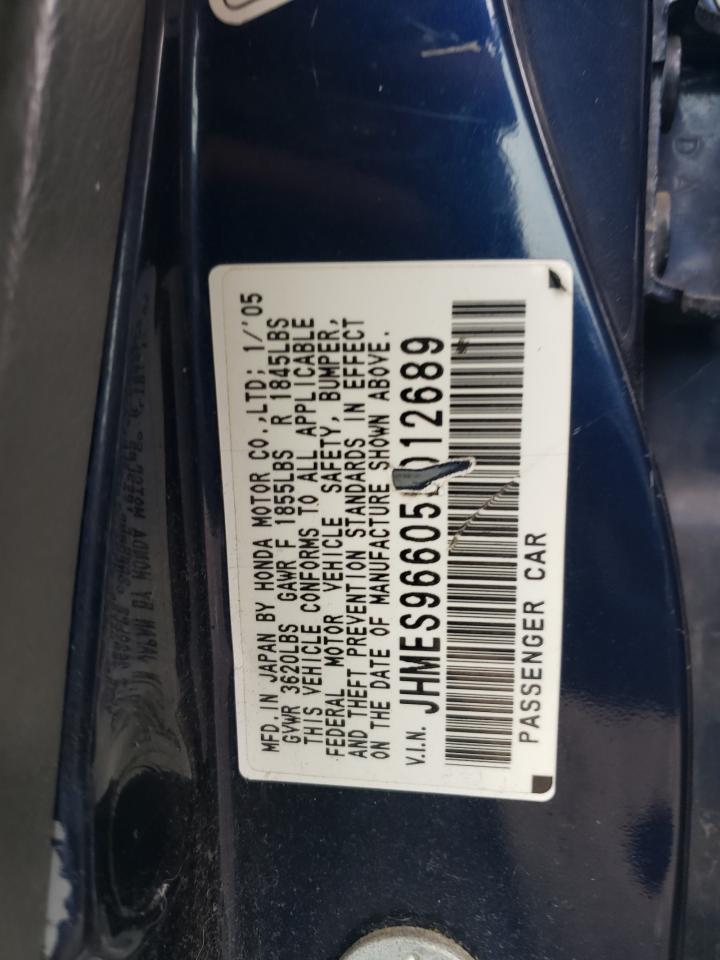 MFD. IN JAPAN BY HONDA MOTOR CO., LTD; 1/'05
GVWR 3620LBS GAWR F 1855LBS R 1845LBS
THIS VEHICLE CONFORMS TO ALL APPLICABLE
FEDERAL MOTOR VEHICLE SAFETY, BUMPER,
AND THEFT PREVENTION STANDARDS IN EFFECT
ON THE DATE OF MANUFACTURE SHOWN ABOVE.
V.I.N.
PASSENGER CAR